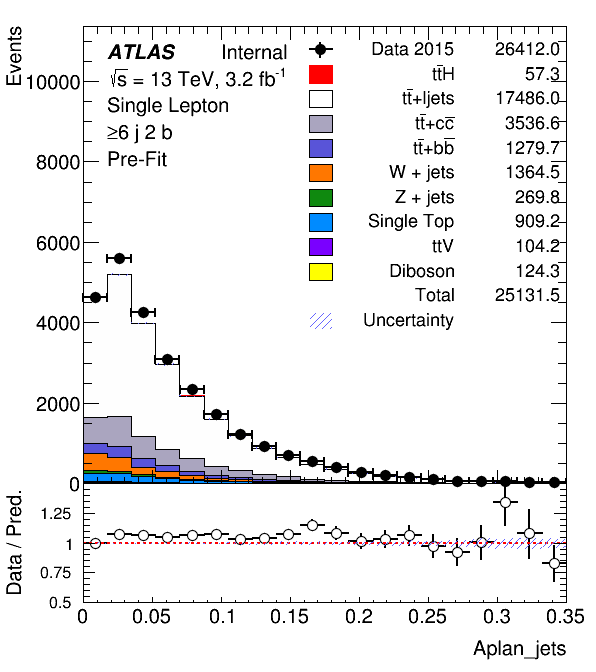 Events
ATLAS Internal
√s = 13 TeV, 3.2 fb⁻¹
Single Lepton
≥6 j 2 b
Pre-Fit
Data 2015 26412.0
tt̄H 57.3
tt̄+ljets 17486.0
tt̄+cc̄ 3536.6
tt̄+bb̄ 1279.7
W + jets 1364.5
Z + jets 269.8
Single Top 909.2
ttV 104.2
Diboson 124.3
Total 25131.5
Uncertainty
10000
8000
6000
4000
2000
0
Data / Pred.
1.25
1
0.75
0.5
0 0.05 0.1 0.15 0.2 0.25 0.3 0.35
Aplan_jets